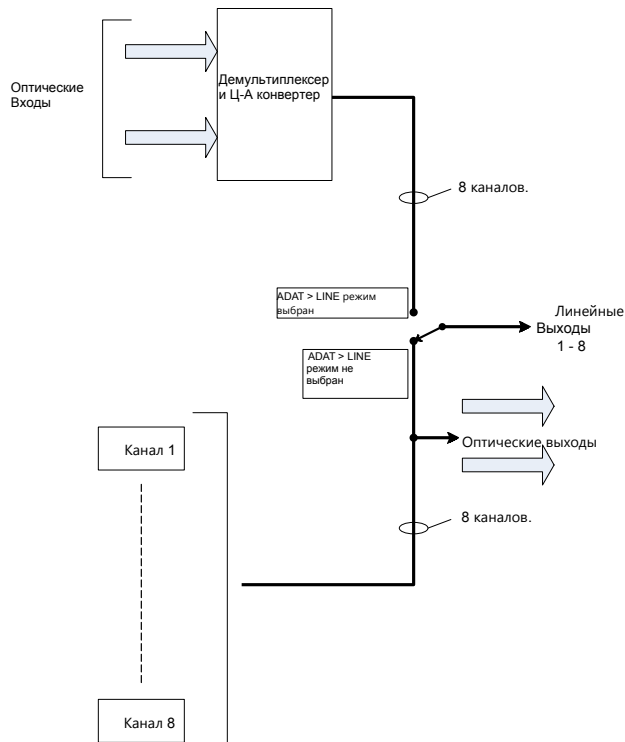 Оптические
Входы
Демультиплексер
и Ц-А конвертер
8 каналов.
ADAT > LINE режим
выбран
Линейные
Выходы
1 - 8
ADAT > LINE
режим не
выбран
Оптические выходы
Канал 1
8 каналов.
Канал 8